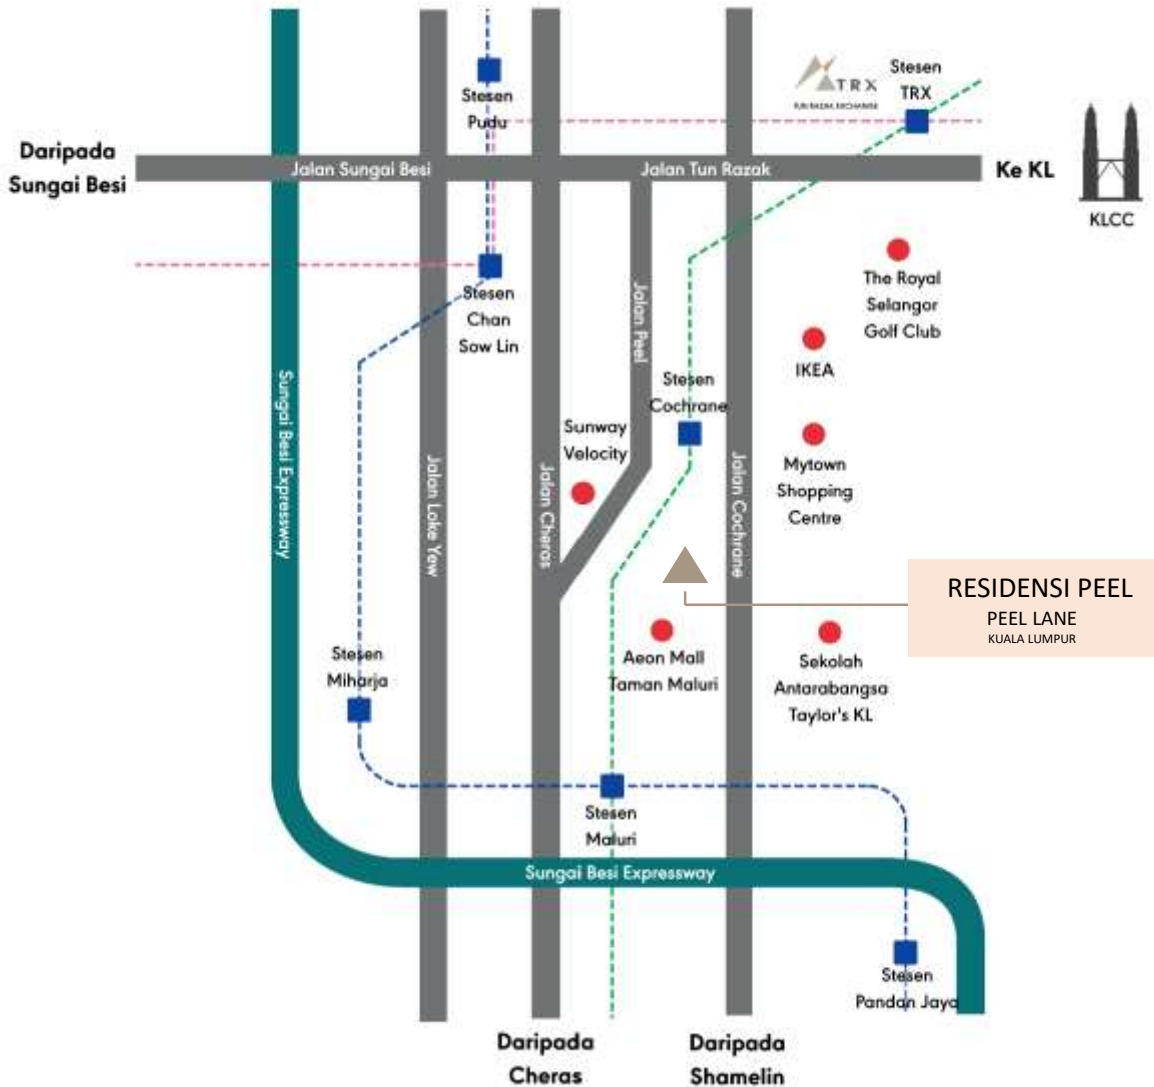 Stesen
Pudu
TRX
TUN RAZAK EXCHANGE
Stesen
TRX
Daripada
Sungai Besi
Jalan Sungai Besi
Jalan Tun Razak
Ke KL
KLCC
Stesen
Chan
Sow Lin
Jalan Peel
The Royal
Selangor
Golf Club
IKEA
Sungai Besi Expressway
Stesen
Cochrane
Sunway
Velocity
Jalan Loke Yew
Jalan Cheras
Jalan Cochrane
Mytown
Shopping
Centre
RESIDENSI PEEL
PEEL LANE
KUALA LUMPUR
Stesen
Miharja
Aeon Mall
Taman Maluri
Sekolah
Antarabangsa
Taylor's KL
Stesen
Maluri
Sungai Besi Expressway
Stesen
Pandan Jaya
Daripada
Cheras
Daripada
Shamelin